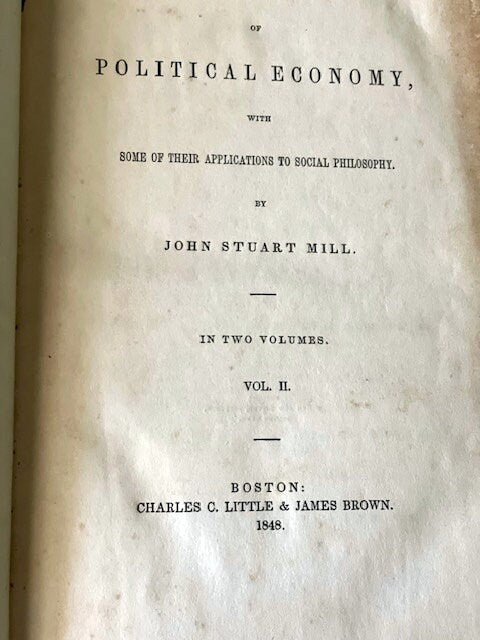 OF
POLITICAL ECONOMY,
WITH
SOME OF THEIR APPLICATIONS TO SOCIAL PHILOSOPHY.
BY
JOHN STUART MILL.
IN TWO VOLUMES.
VOL. II.
BOSTON:
CHARLES C. LITTLE & JAMES BROWN.
1848.